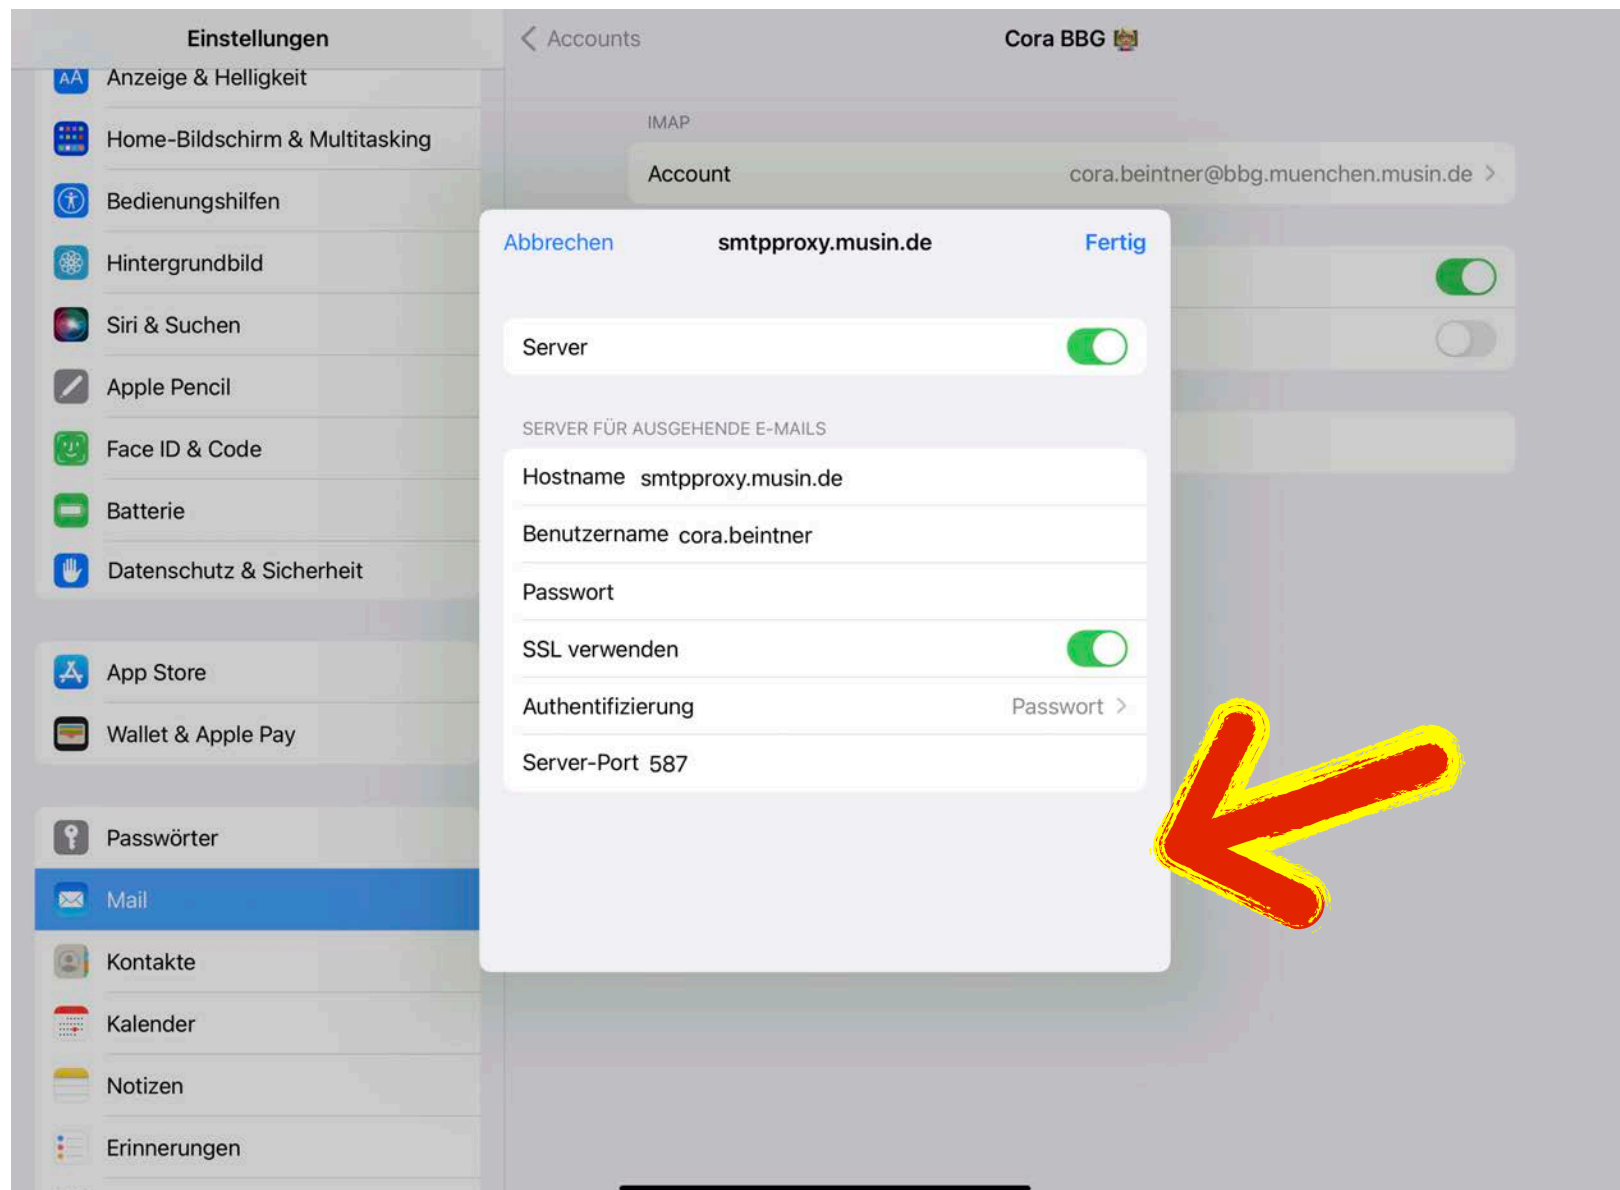 Einstellungen
Anzeige & Helligkeit
Home-Bildschirm & Multitasking
Bedienungshilfen
Hintergrundbild
Siri & Suchen
Apple Pencil
Face ID & Code
Batterie
Datenschutz & Sicherheit
App Store
Wallet & Apple Pay
Passwörter
Mail
Kontakte
Kalender
Notizen
Erinnerungen
Accounts
Cora BBG
IMAP
Account cora.beintner@bbg.muenchen.musin.de
Abbrechen smtpproxy.musin.de Fertig
Server
SERVER FÜR AUSGEHENDE E-MAILS
Hostname smtpproxy.musin.de
Benutzername cora.beintner
Passwort
SSL verwenden
Authentifizierung Passwort
Server-Port 587